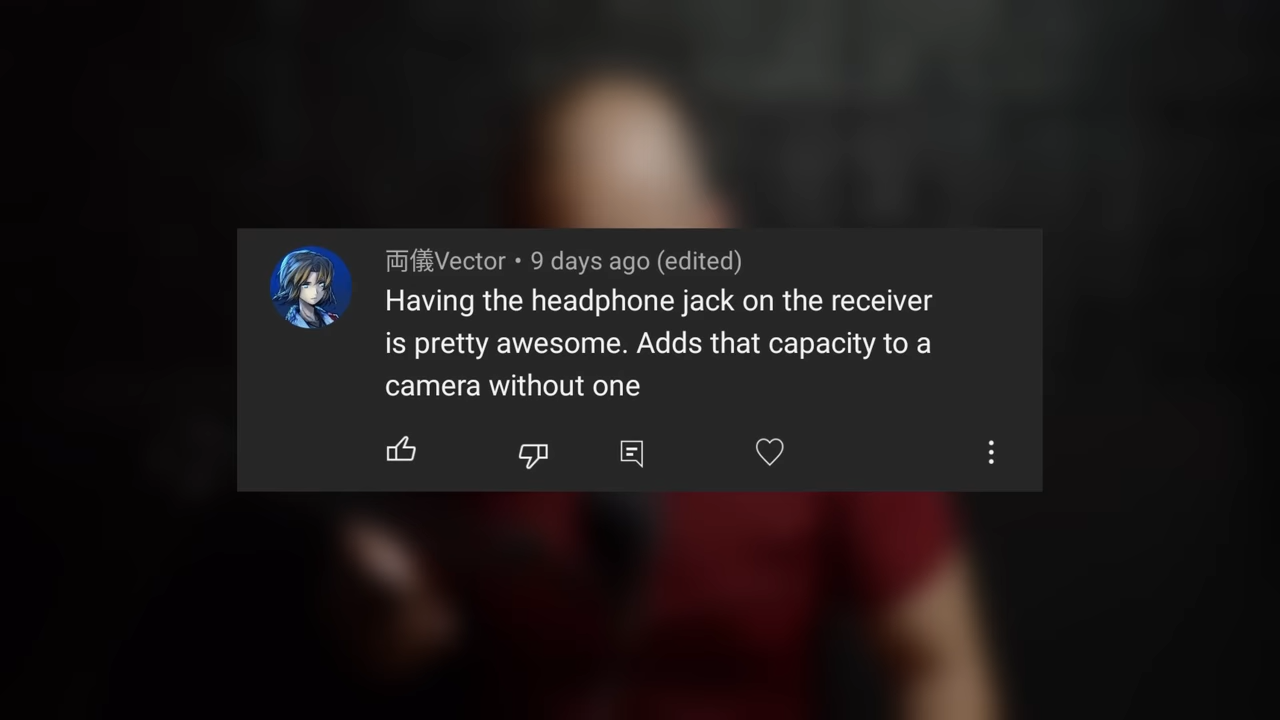 両儀Vector • 9 days ago (edited)
Having the headphone jack on the receiver
is pretty awesome. Adds that capacity to a
camera without one